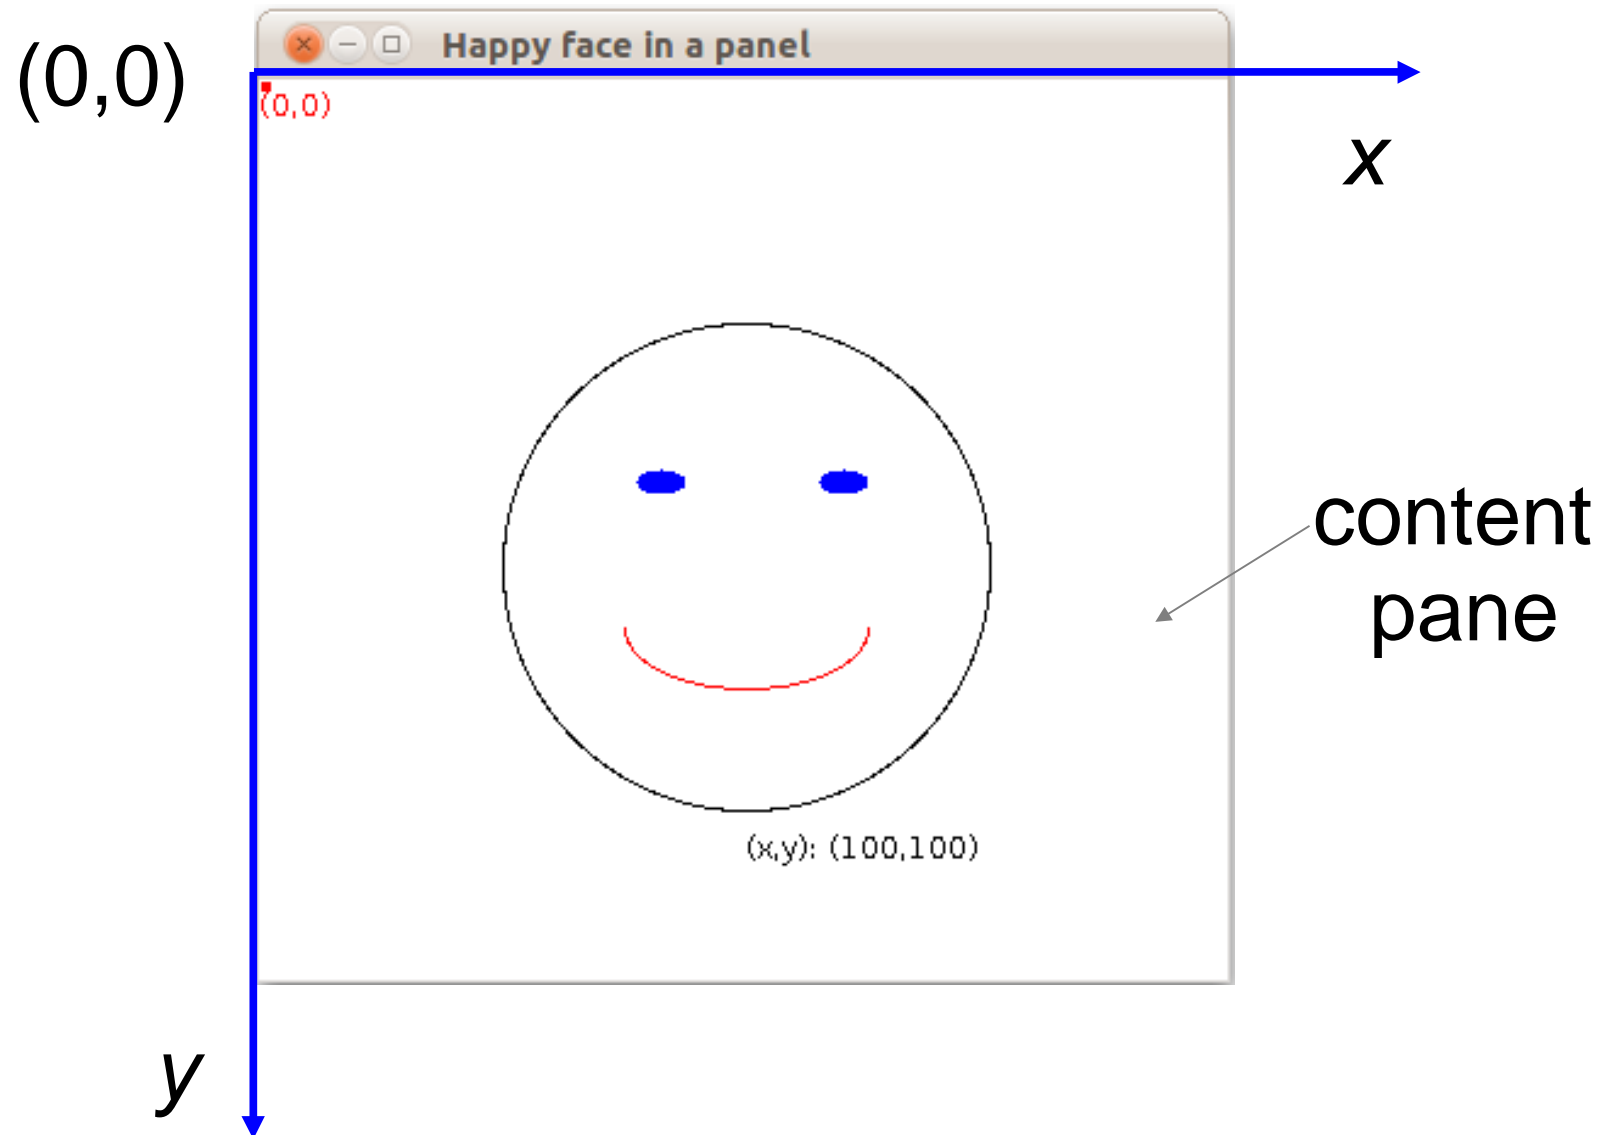 Happy face in a panel
(0,0)
(0,0)
x
content
pane
(x,y): (100,100)
y